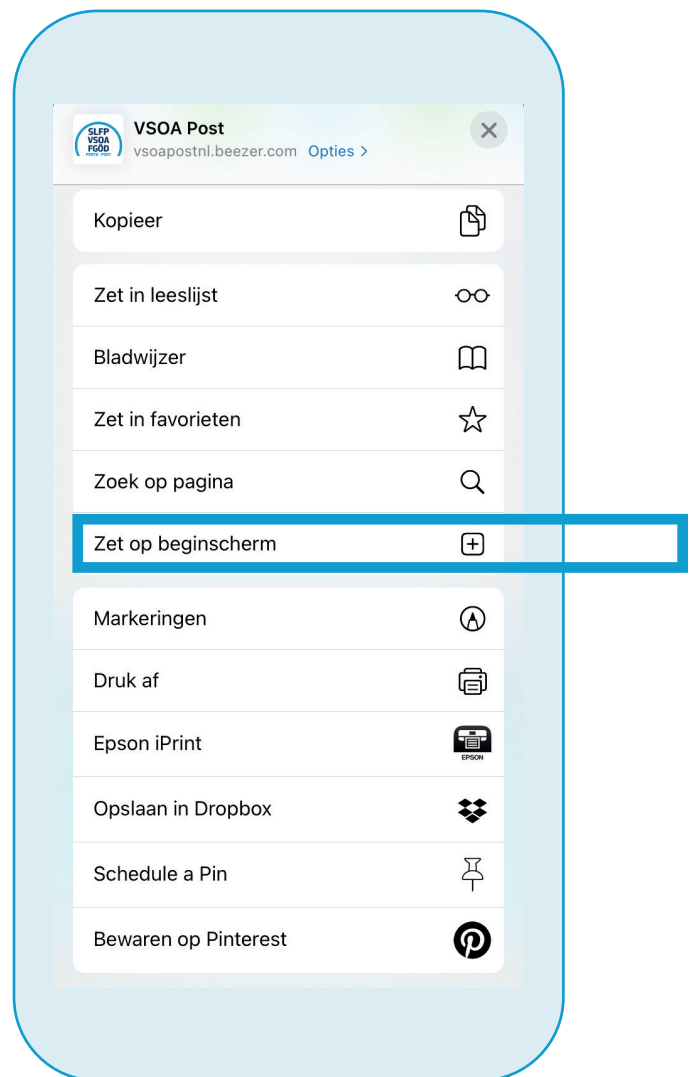 SLFP
VSOA
FGÖD
POSTE - POST
VSOA Post
vsoapostnl.beezer.com Opties >
Kopieer
Zet in leeslijst
Bladwijzer
Zet in favorieten
Zoek op pagina
Zet op beginscherm
Markeringen
Druk af
Epson iPrint
EPSON
Opslaan in Dropbox
Schedule a Pin
Bewaren op Pinterest